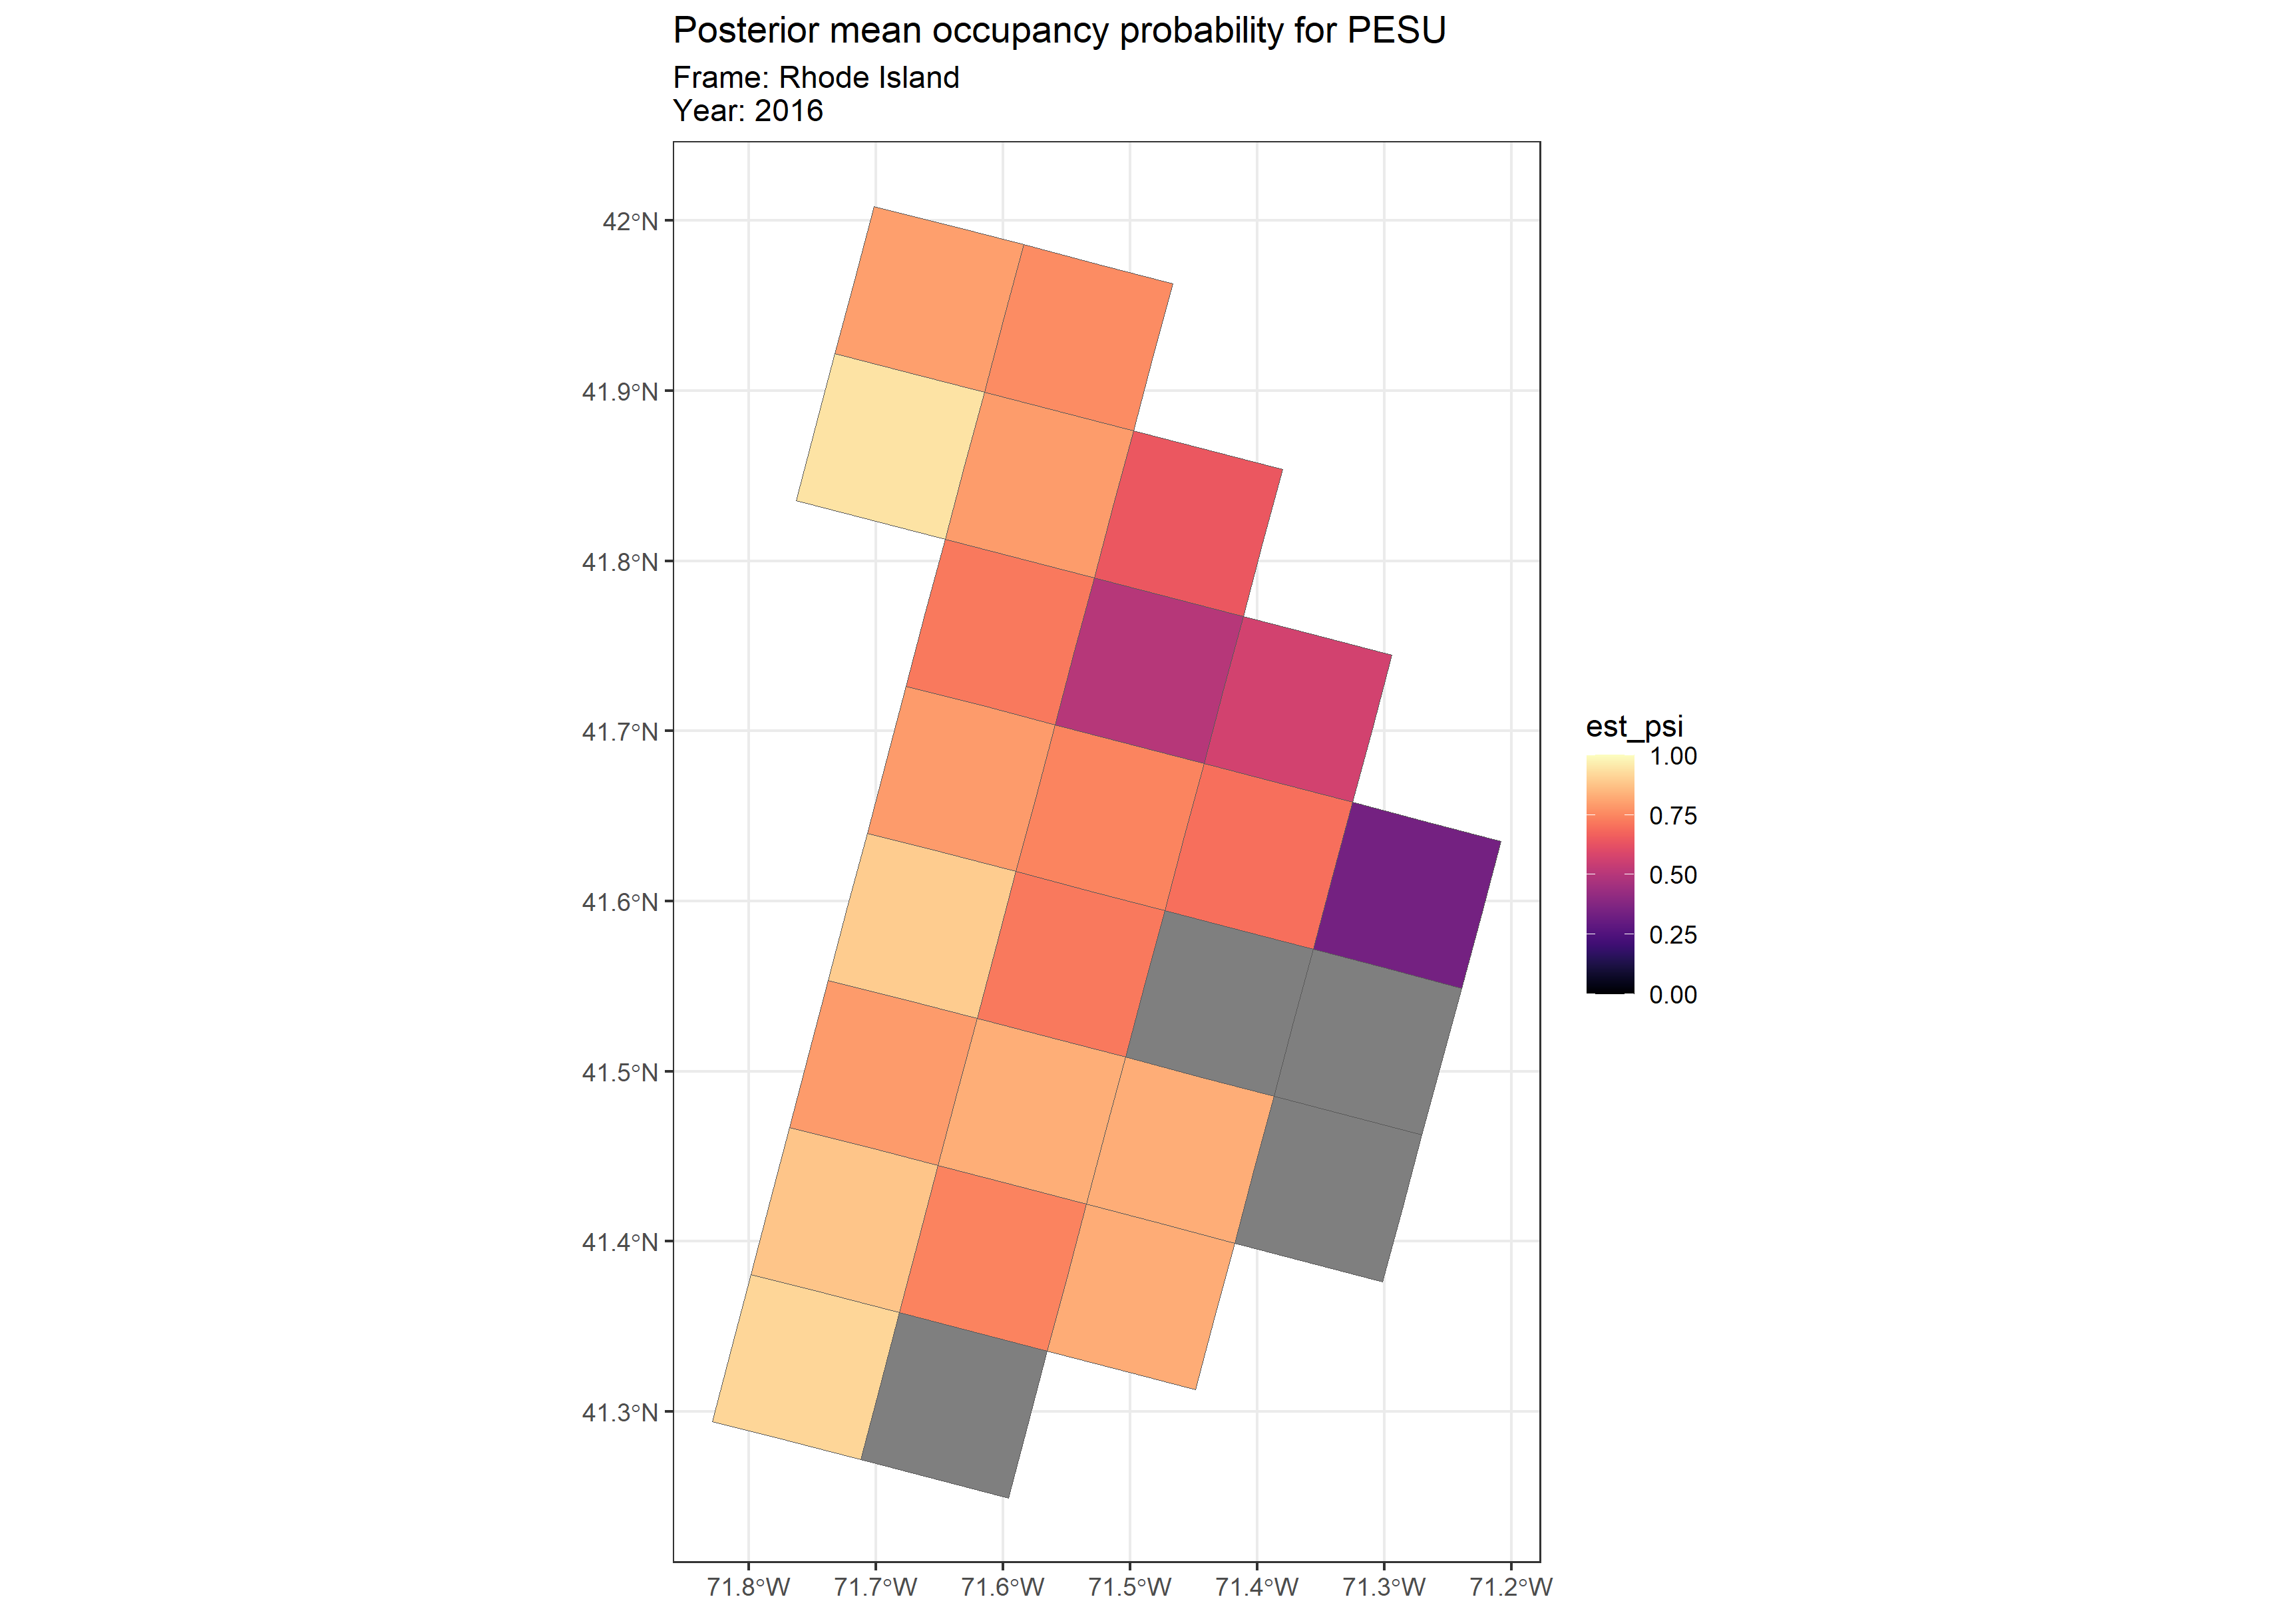 Posterior mean occupancy probability for PESU
Frame: Rhode Island
Year: 2016
42°N
41.9°N
41.8°N
41.7°N
41.6°N
41.5°N
41.4°N
41.3°N
71.8°W 71.7°W 71.6°W 71.5°W 71.4°W 71.3°W 71.2°W
est_psi
1.00
0.75
0.50
0.25
0.00